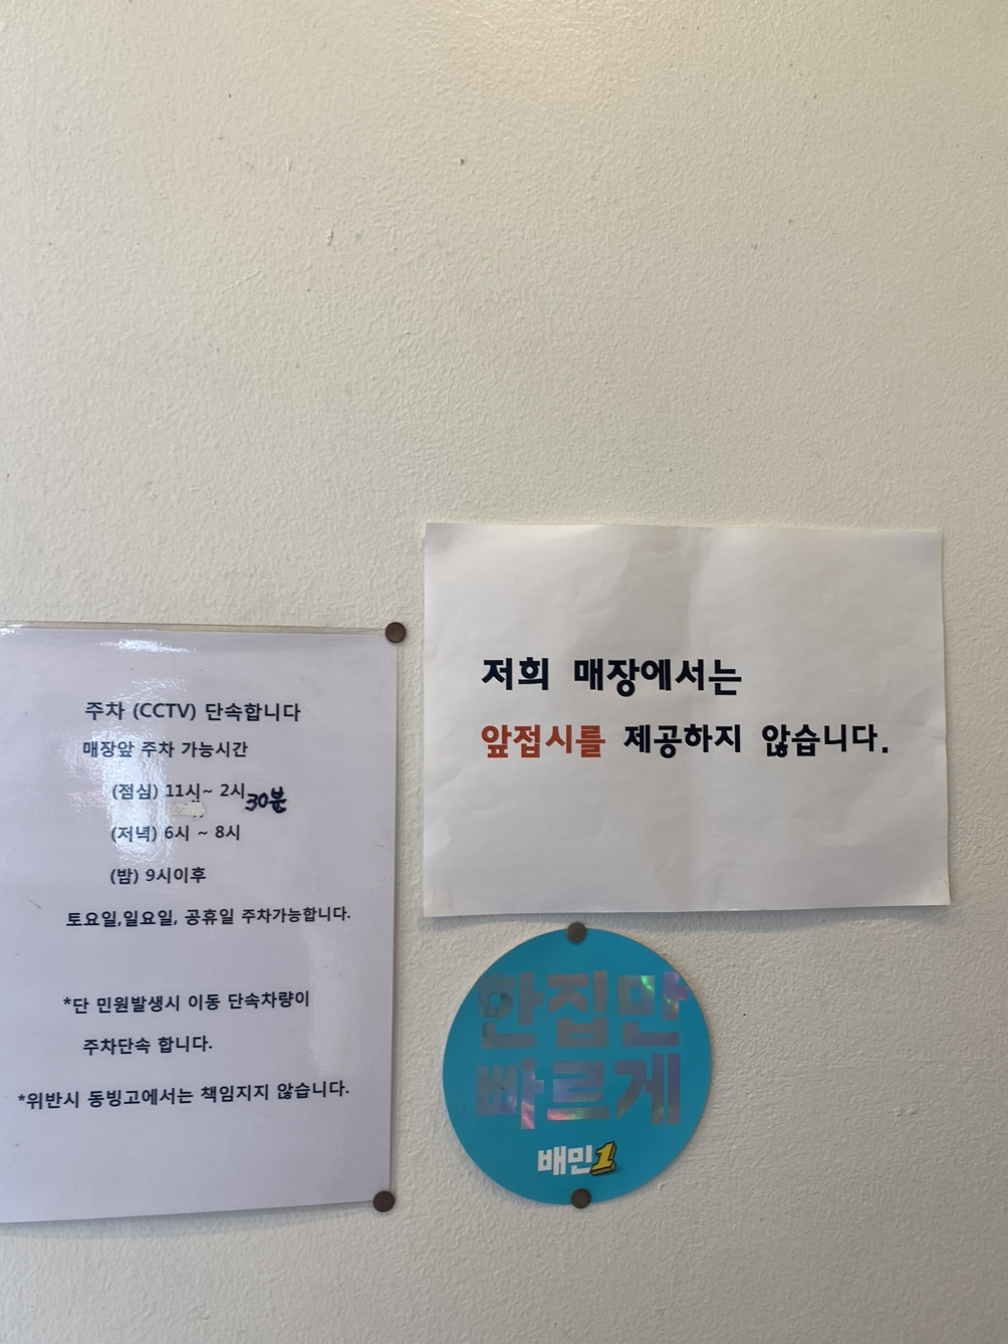 주차 (CCTV) 단속합니다
매장앞 주차 가능시간
(점심) 11시~ 2시 30분
(저녁) 6시 ~ 8시
(밤) 9시이후
토요일,일요일, 공휴일 주차가능합니다.
*단 민원발생시 이동 단속차량이
주차단속 합니다.
*위반시 동빙고에서는 책임지지 않습니다.
저희 매장에서는
앞접시를 제공하지 않습니다.
한집만
빠르게
배민1